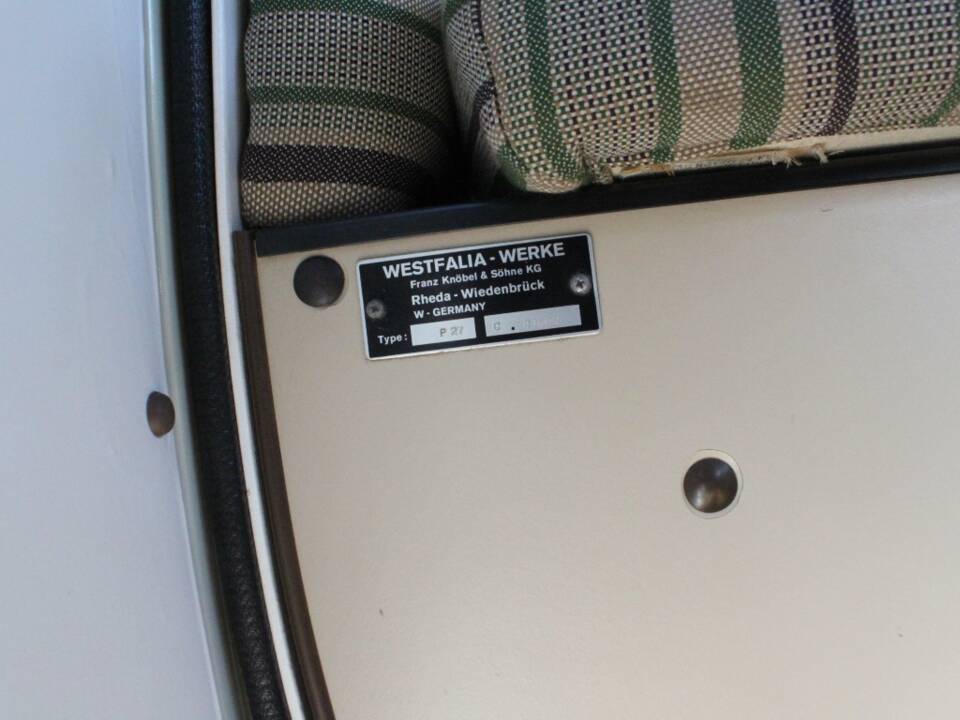 WESTFALIA - WERKE
Franz Knöbel & Söhne KG
Rheda - Wiedenbrück
W - GERMANY
Type: P 27 C .